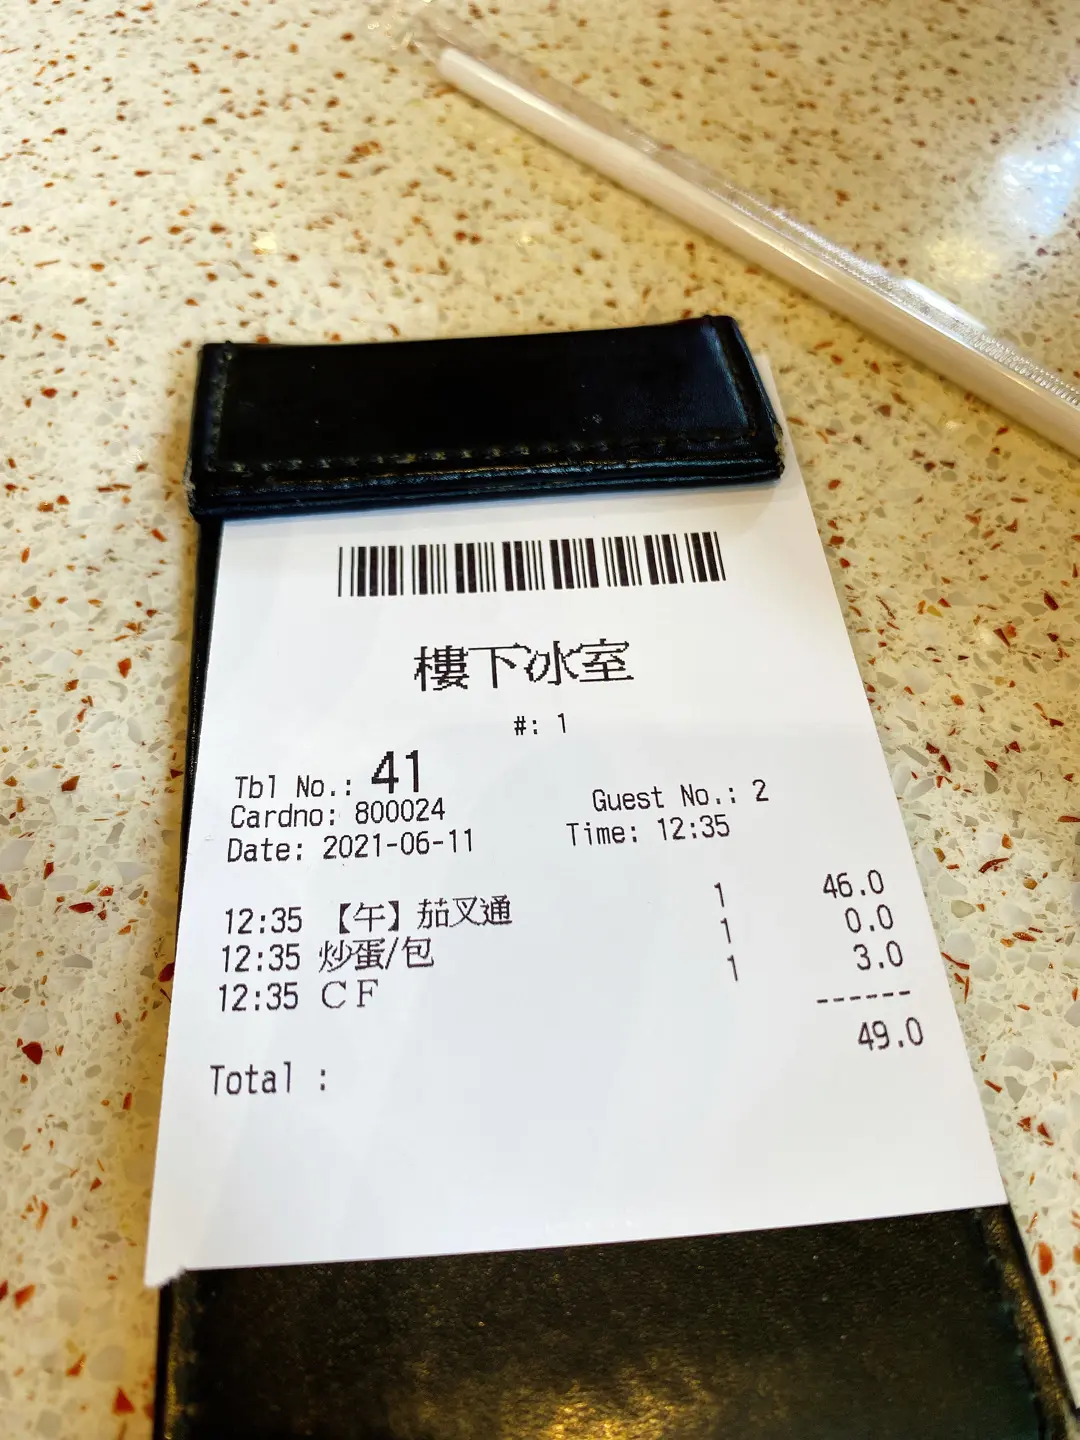 樓下冰室
#: 1
Tbl No.: 41
Cardno: 800024 Guest No.: 2
Date: 2021-06-11 Time: 12:35
12:35 【午】茄叉通 1 46.0
12:35 炒蛋/包 1 0.0
12:35 ＣＦ 1 3.0
------
49.0
Total :